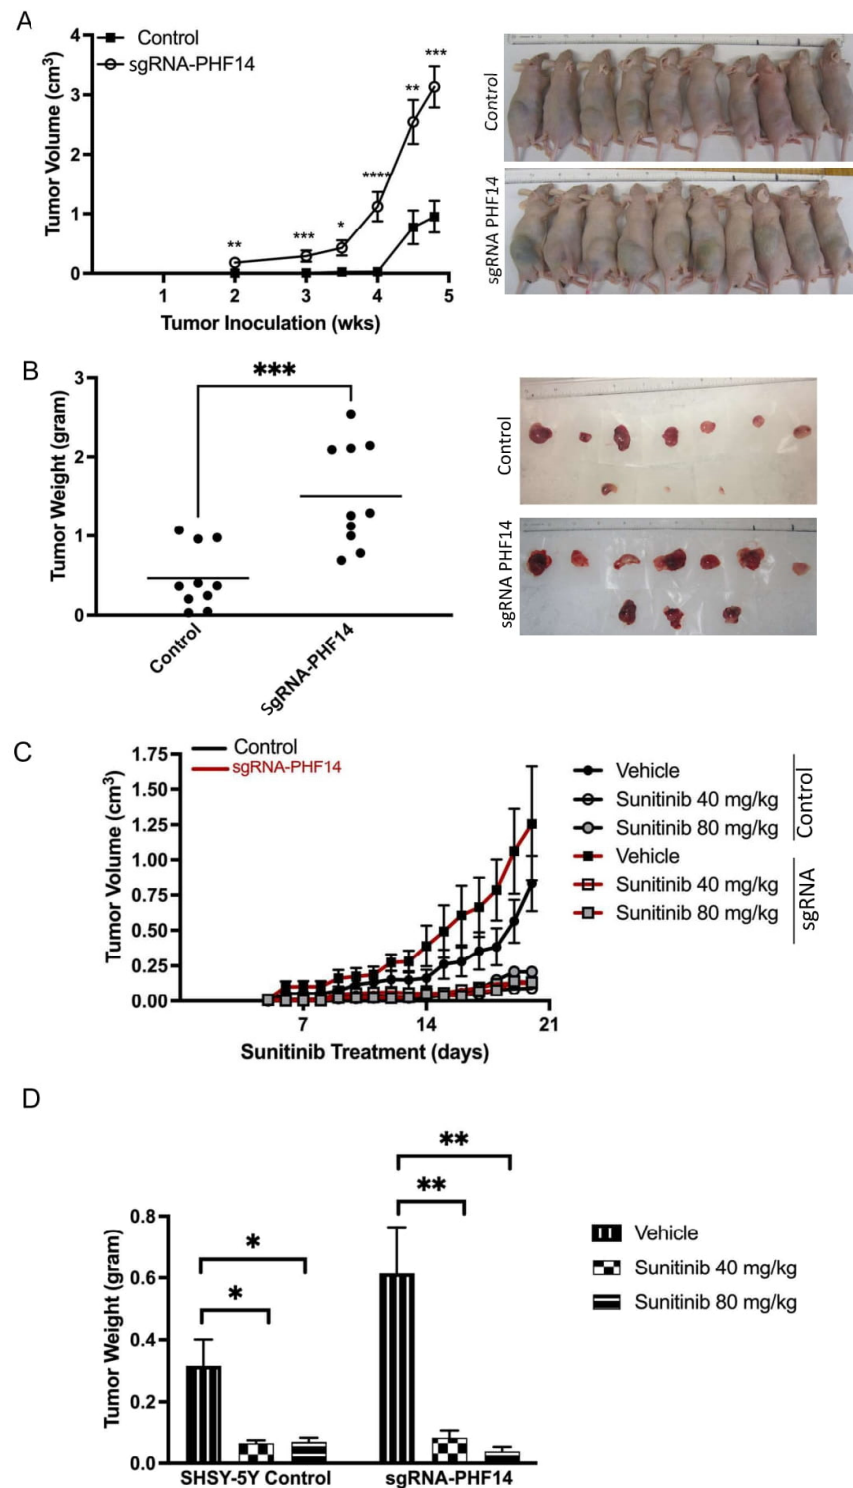 A
Control
sgRNA-PHF14
Tumor Volume (cm3)
4
3
2
1
0
**
***
*
****
**
***
1
2
3
4
5
Tumor Inoculation (wks)
Control
sgRNA PHF14
B
Tumor Weight (gram)
3
2
1
0
***
Control
SgRNA-PHF14
Control
sgRNA PHF14
C
Control
sgRNA-PHF14
Tumor Volume (cm3)
1.75
1.50
1.25
1.00
0.75
0.50
0.25
0.00
7
14
21
Sunitinib Treatment (days)
Vehicle
Sunitinib 40 mg/kg
Sunitinib 80 mg/kg
Control
Vehicle
Sunitinib 40 mg/kg
Sunitinib 80 mg/kg
sgRNA
D
Tumor Weight (gram)
0.8
0.6
0.4
0.2
0.0
*
*
**
**
SHSY-5Y Control
sgRNA-PHF14
Vehicle
Sunitinib 40 mg/kg
Sunitinib 80 mg/kg